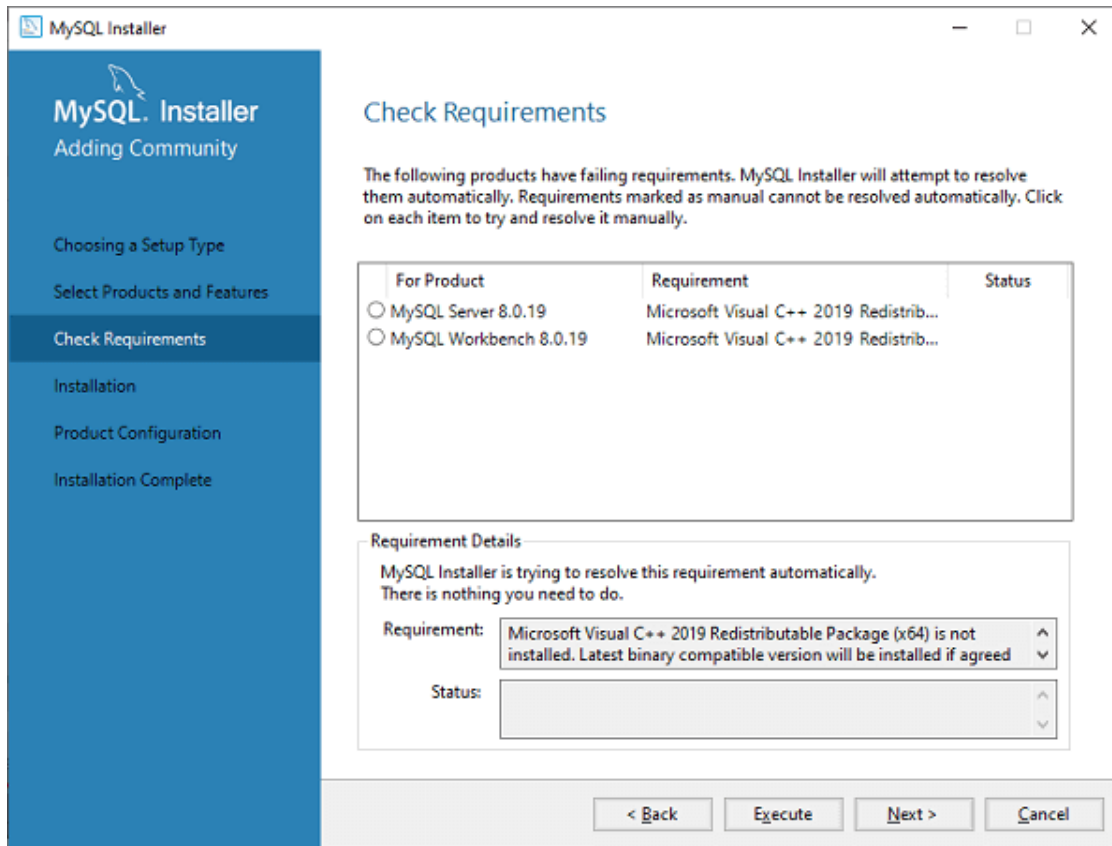 MySQL Installer
MySQL. Installer
Adding Community
Choosing a Setup Type
Select Products and Features
Check Requirements
Installation
Product Configuration
Installation Complete
Check Requirements
The following products have failing requirements. MySQL Installer will attempt to resolve
them automatically. Requirements marked as manual cannot be resolved automatically. Click
on each item to try and resolve it manually.
For Product Requirement Status
MySQL Server 8.0.19 Microsoft Visual C++ 2019 Redistrib...
MySQL Workbench 8.0.19 Microsoft Visual C++ 2019 Redistrib...
Requirement Details
MySQL Installer is trying to resolve this requirement automatically.
There is nothing you need to do.
Requirement: Microsoft Visual C++ 2019 Redistributable Package (x64) is not
installed. Latest binary compatible version will be installed if agreed
Status:
< Back Execute Next > Cancel